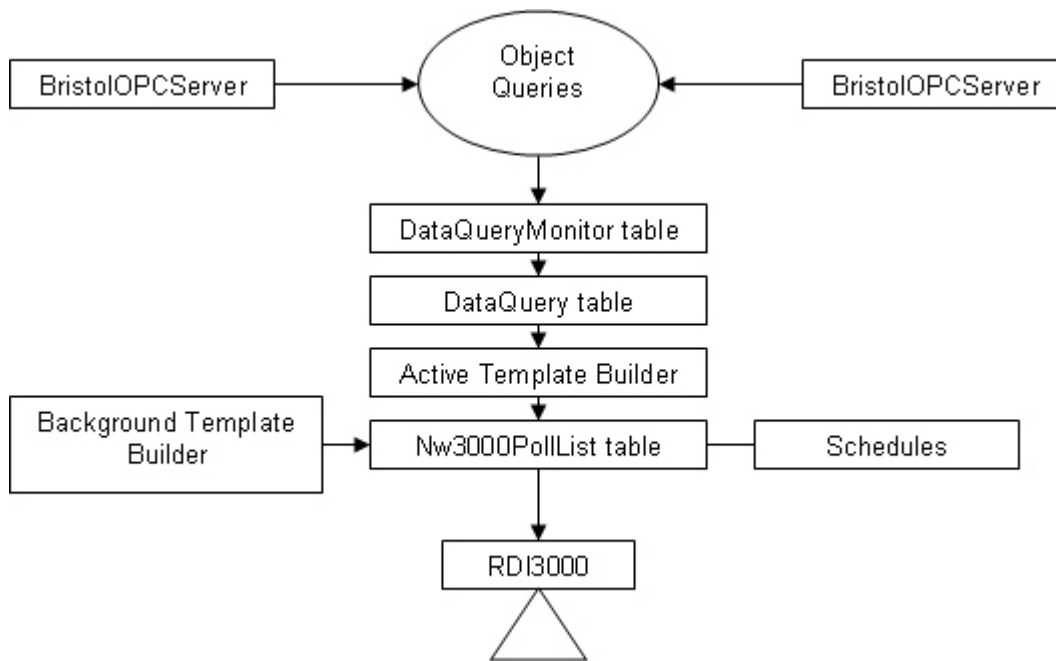 Object
Queries
BristolOPCServer
BristolOPCServer
DataQueryMonitor table
DataQuery table
Active Template Builder
Background Template
Builder
Nw3000PollList table
Schedules
RDI3000